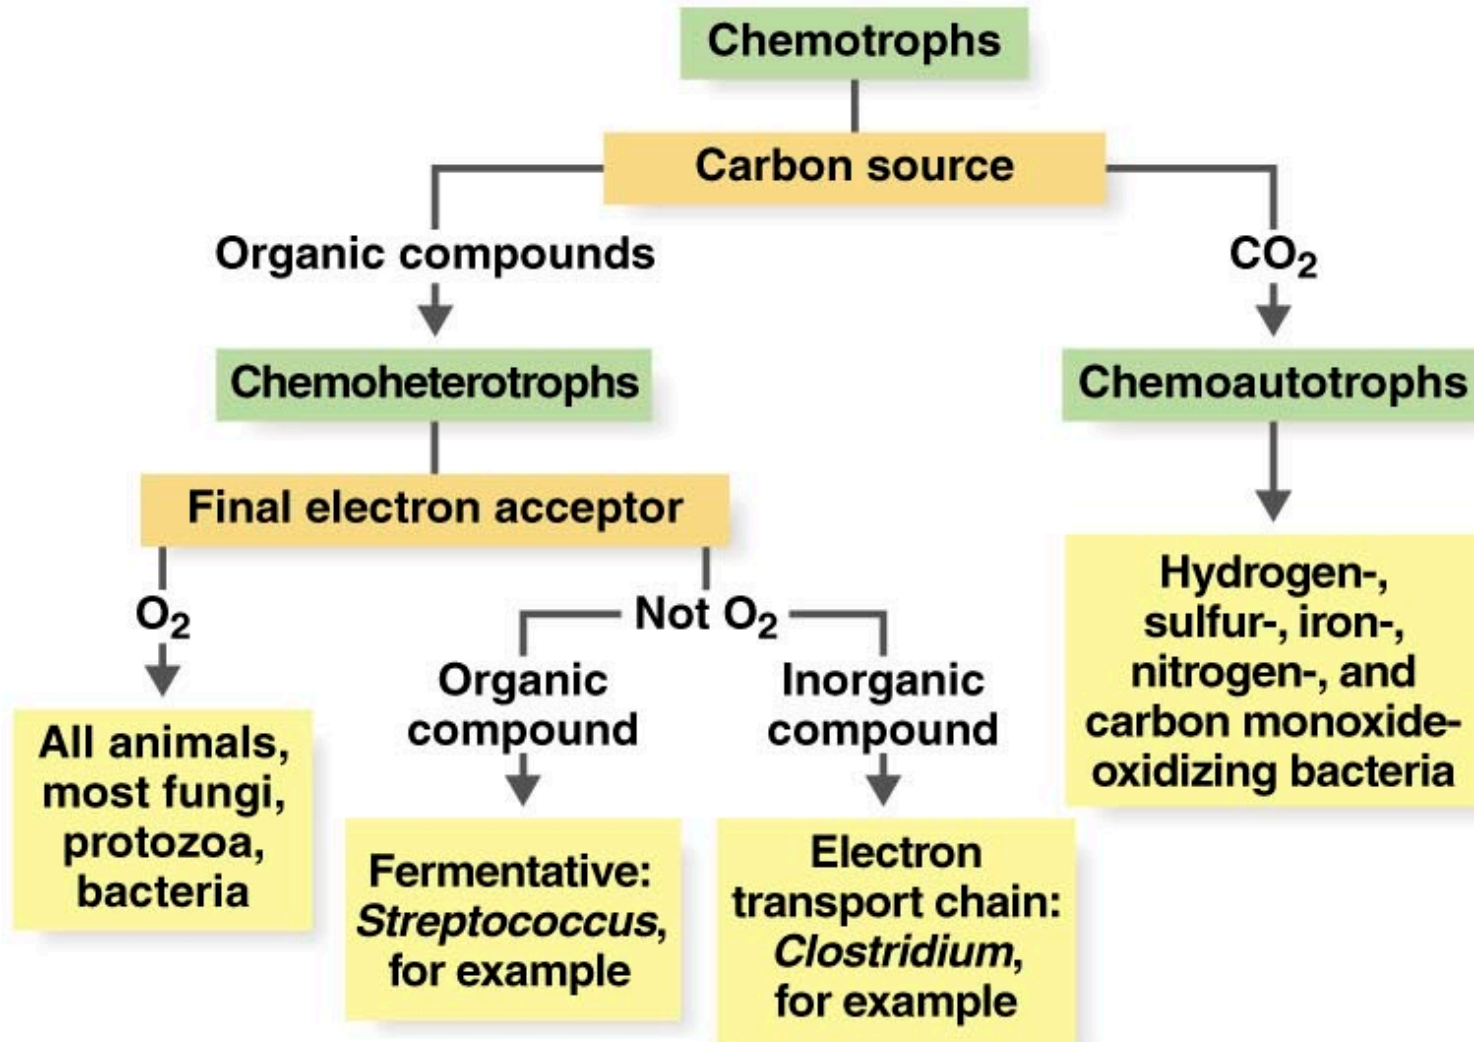 Chemotrophs
Carbon source
Organic compounds
CO₂
Chemoheterotrophs
Chemoautotrophs
Final electron acceptor
O₂
Not O₂
Organic
compound
Inorganic
compound
All animals,
most fungi,
protozoa,
bacteria
Fermentative:
Streptococcus,
for example
Electron
transport chain:
Clostridium,
for example
Hydrogen-,
sulfur-, iron-,
nitrogen-, and
carbon monoxide-
oxidizing bacteria